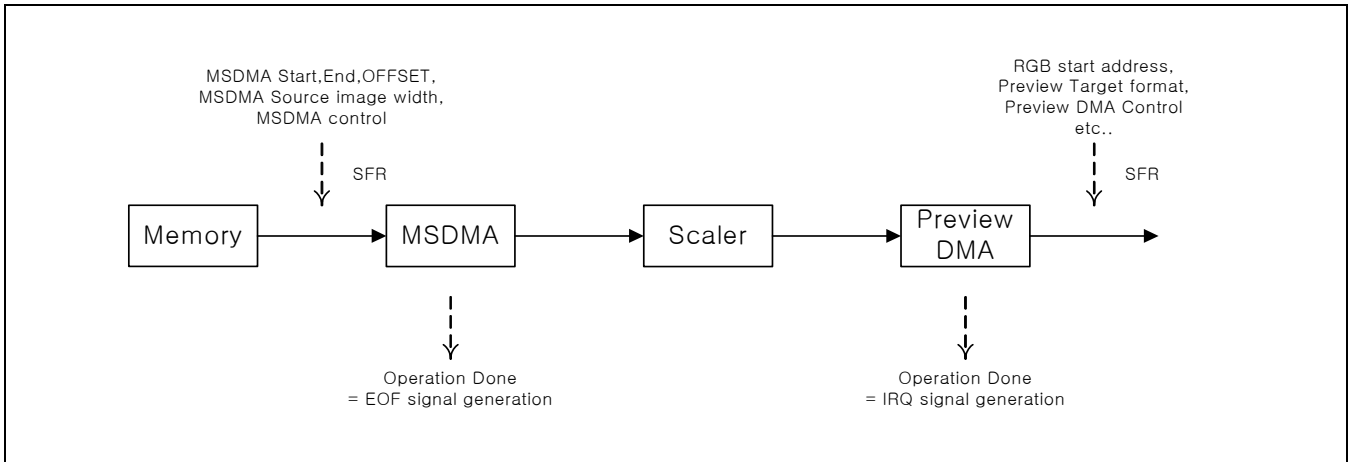 MSDMA Start,End,OFFSET,
MSDMA Source image width,
MSDMA control
SFR
RGB start address,
Preview Target format,
Preview DMA Control
etc..
SFR
Memory
MSDMA
Scaler
Preview
DMA
Operation Done
= EOF signal generation
Operation Done
= IRQ signal generation